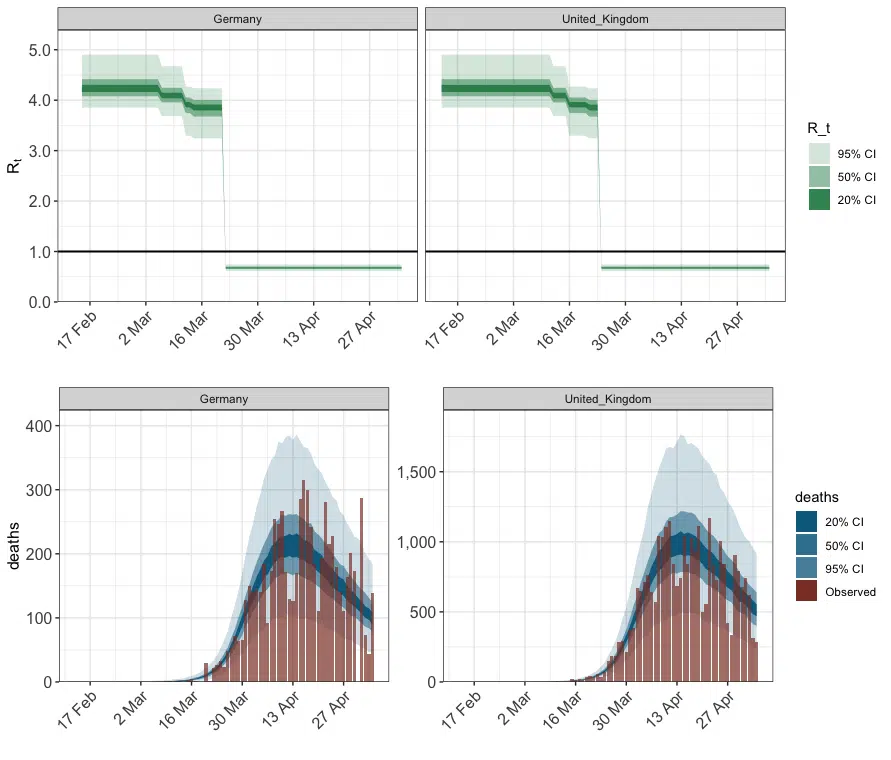 Germany
United_Kingdom
5.0
4.0
3.0
2.0
1.0
0.0
Rt
17 Feb
2 Mar
16 Mar
30 Mar
13 Apr
27 Apr
17 Feb
2 Mar
16 Mar
30 Mar
13 Apr
27 Apr
R_t
95% CI
50% CI
20% CI
Germany
United_Kingdom
400
300
200
100
0
deaths
1,500
1,000
500
0
17 Feb
2 Mar
16 Mar
30 Mar
13 Apr
27 Apr
17 Feb
2 Mar
16 Mar
30 Mar
13 Apr
27 Apr
deaths
20% CI
50% CI
95% CI
Observed